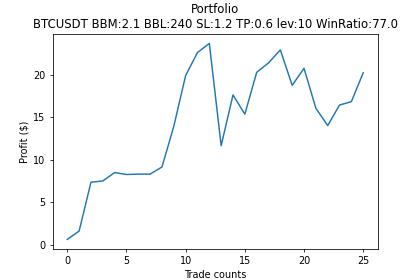 Portfolio
BTCUSDT BBM:2.1 BBL:240 SL:1.2 TP:0.6 lev:10 WinRatio:77.0
Profit ($)
20
15
10
5
0
0 5 10 15 20 25
Trade counts